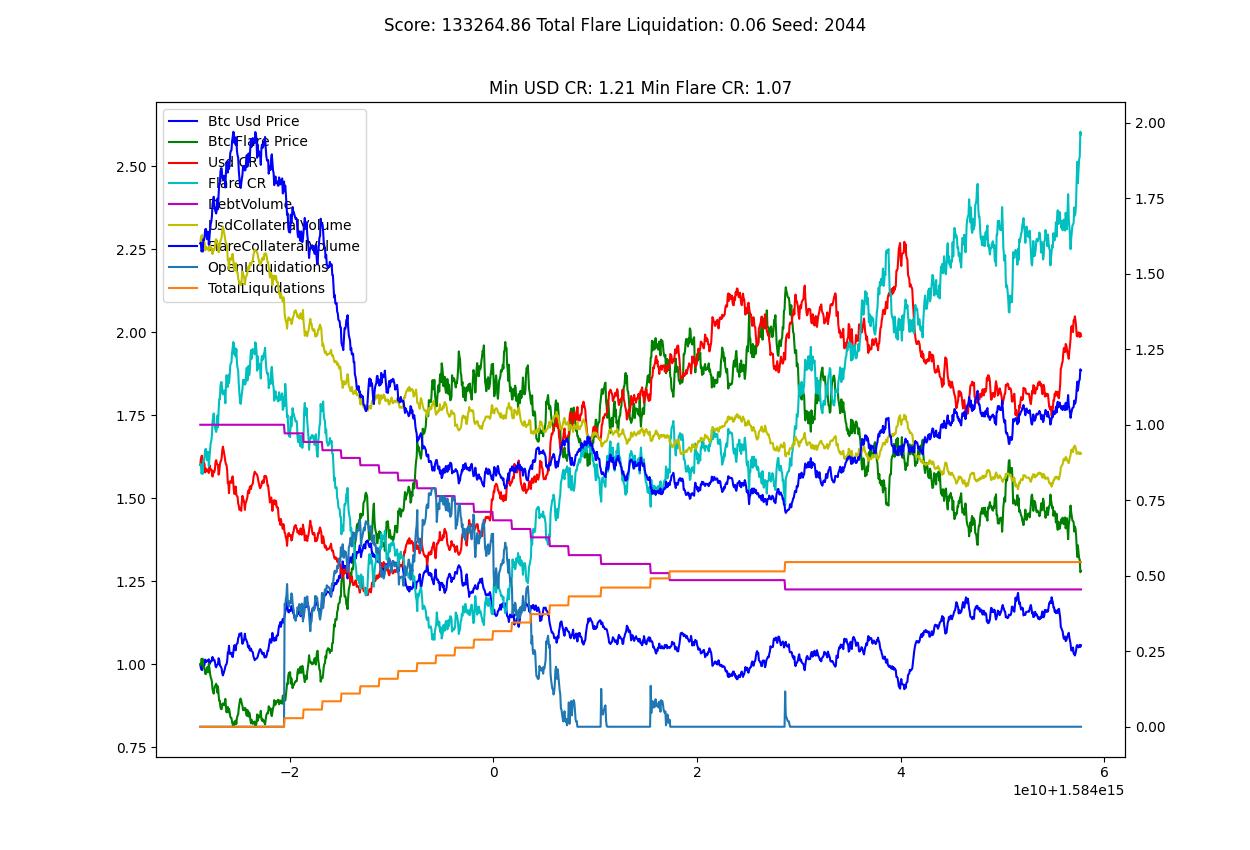 Score: 133264.86 Total Flare Liquidation: 0.06 Seed: 2044
Min USD CR: 1.21 Min Flare CR: 1.07
Btc Usd Price
Btc Flare Price
Usd CR
Flare CR
DebtVolume
UsdCollateralVolume
FlareCollateralVolume
OpenLiquidations
TotalLiquidations
2.50
2.25
2.00
1.75
1.50
1.25
1.00
0.75
2.00
1.75
1.50
1.25
1.00
0.75
0.50
0.25
0.00
−2 0 2 4 6
1e10+1.584e15